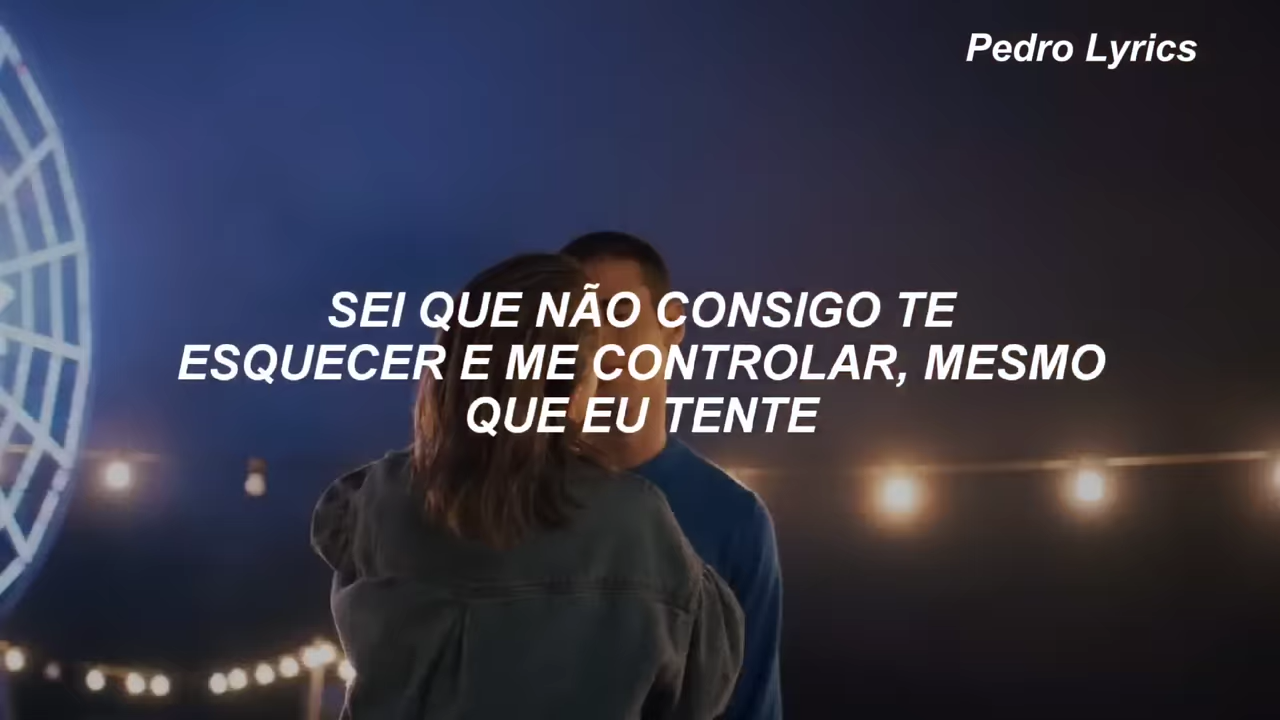 Pedro Lyrics
SEI QUE NÃO CONSIGO TE
ESQUECER E ME CONTROLAR, MESMO
QUE EU TENTE